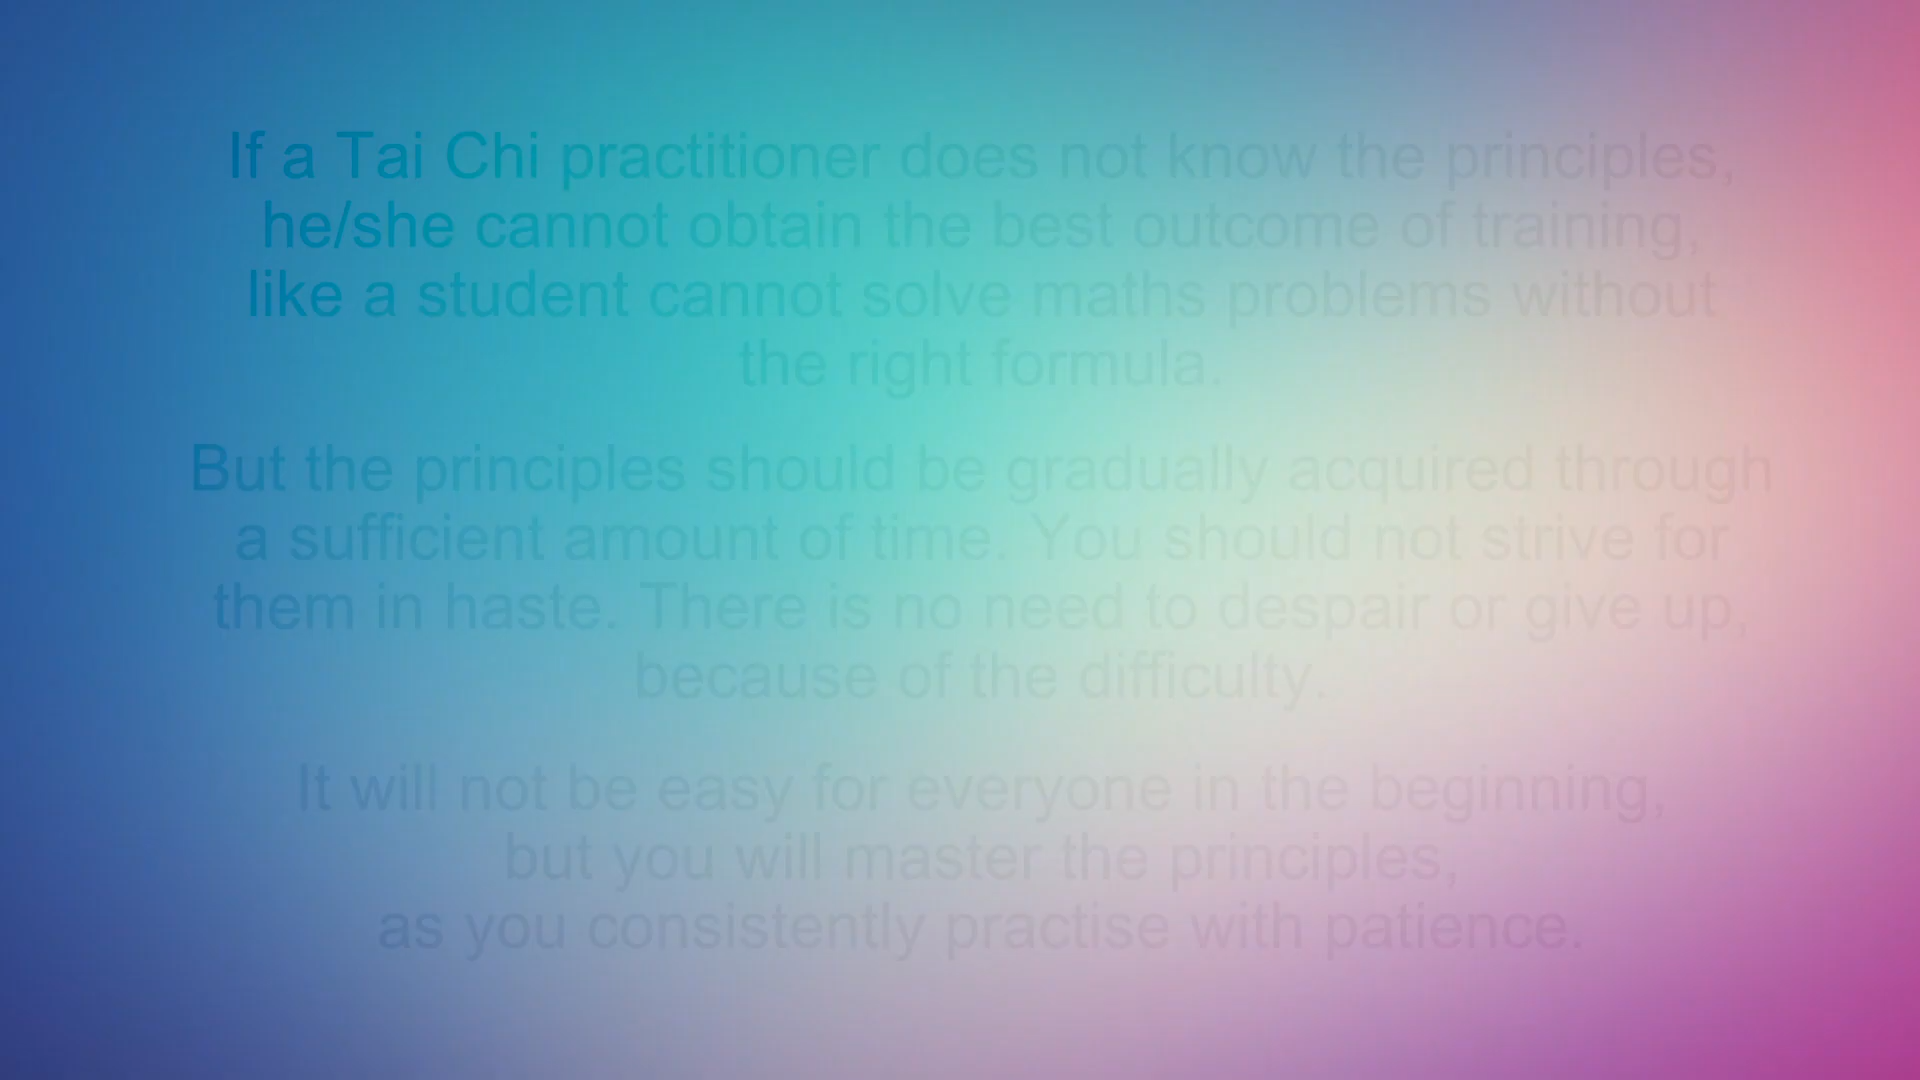 If a Tai Chi practitioner does not know the principles,
he/she cannot obtain the best outcome of training,
like a student cannot solve maths problems without
the right formula.
But the principles should be gradually acquired through
a sufficient amount of time. You should not strive for
them in haste. There is no need to despair or give up,
because of the difficulty.
It will not be easy for everyone in the beginning,
but you will master the principles,
as you consistently practise with patience.